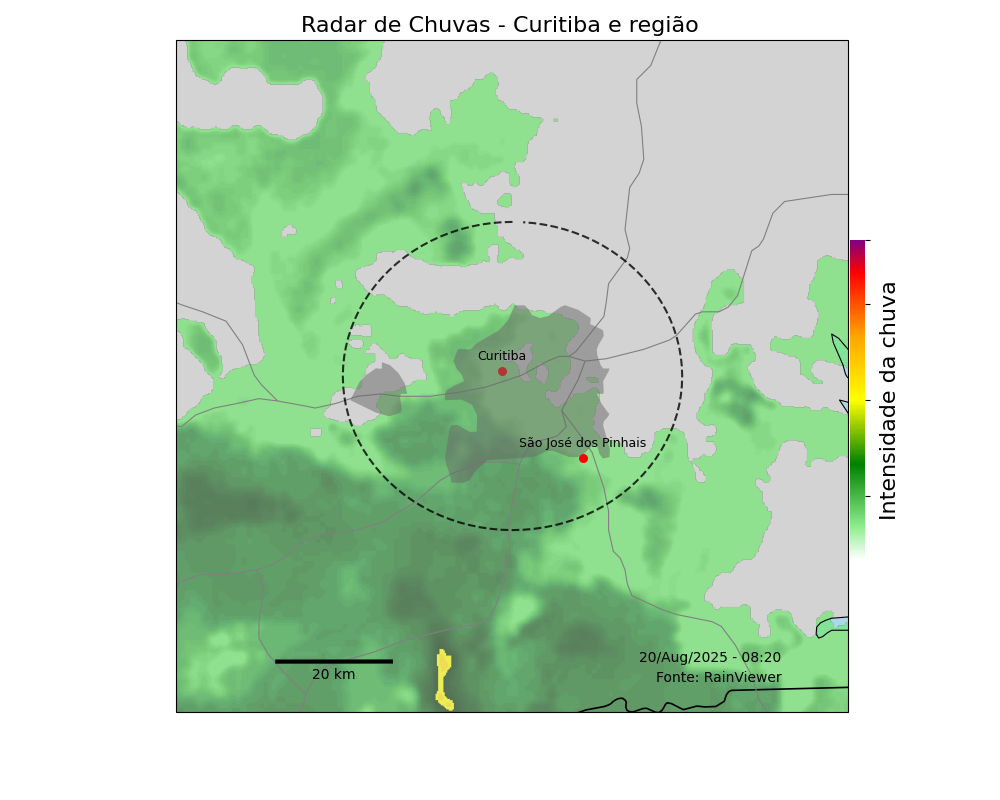 Radar de Chuvas - Curitiba e região
Curitiba
São José dos Pinhais
Intensidade da chuva
20/Aug/2025 - 08:20
20 km
Fonte: RainViewer